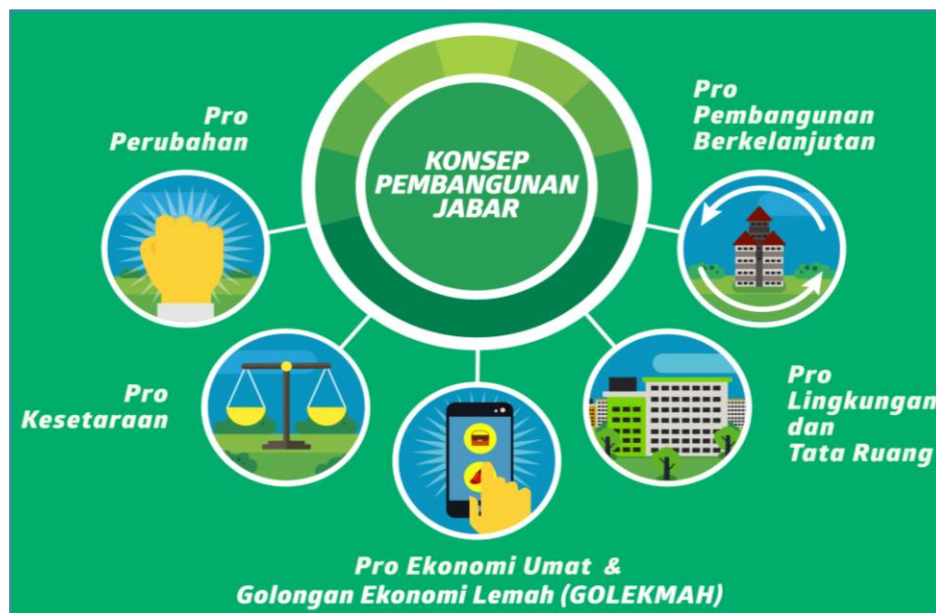 KONSEP
PEMBANGUNAN
JABAR
Pro
Perubahan
Pro
Kesetaraan
Pro Ekonomi Umat &
Golongan Ekonomi Lemah (GOLEKMAH)
Pro
Lingkungan
dan
Tata Ruang
Pro
Pembangunan
Berkelanjutan